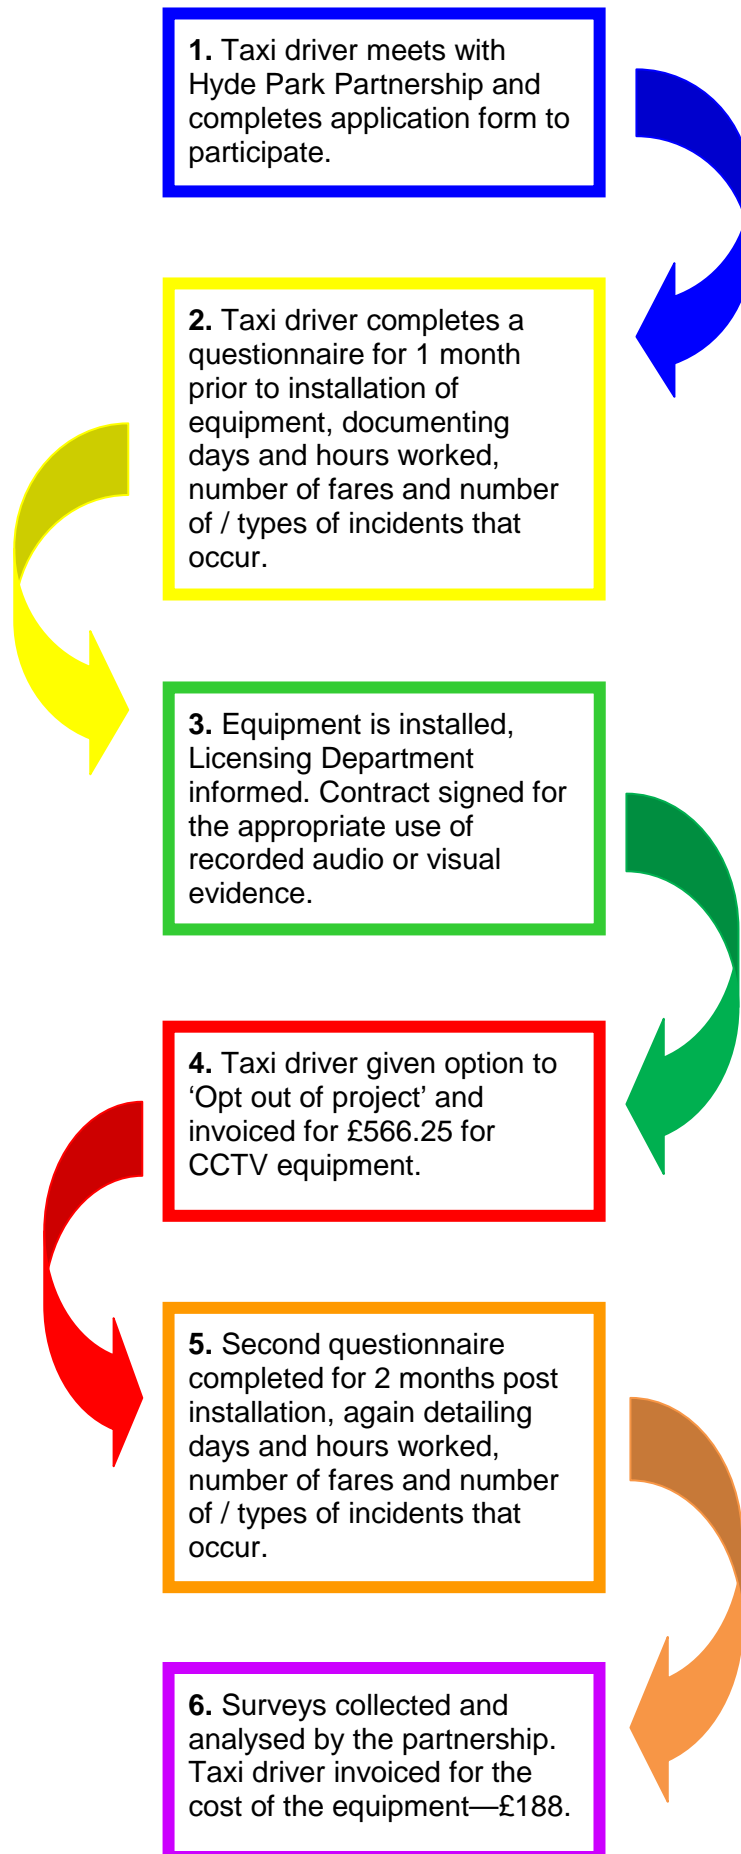 1. Taxi driver meets with
Hyde Park Partnership and
completes application form to
participate.
2. Taxi driver completes a
questionnaire for 1 month
prior to installation of
equipment, documenting
days and hours worked,
number of fares and number
of / types of incidents that
occur.
3. Equipment is installed,
Licensing Department
informed. Contract signed for
the appropriate use of
recorded audio or visual
evidence.
4. Taxi driver given option to
‘Opt out of project’ and
invoiced for £566.25 for
CCTV equipment.
5. Second questionnaire
completed for 2 months post
installation, again detailing
days and hours worked,
number of fares and number
of / types of incidents that
occur.
6. Surveys collected and
analysed by the partnership.
Taxi driver invoiced for the
cost of the equipment—£188.